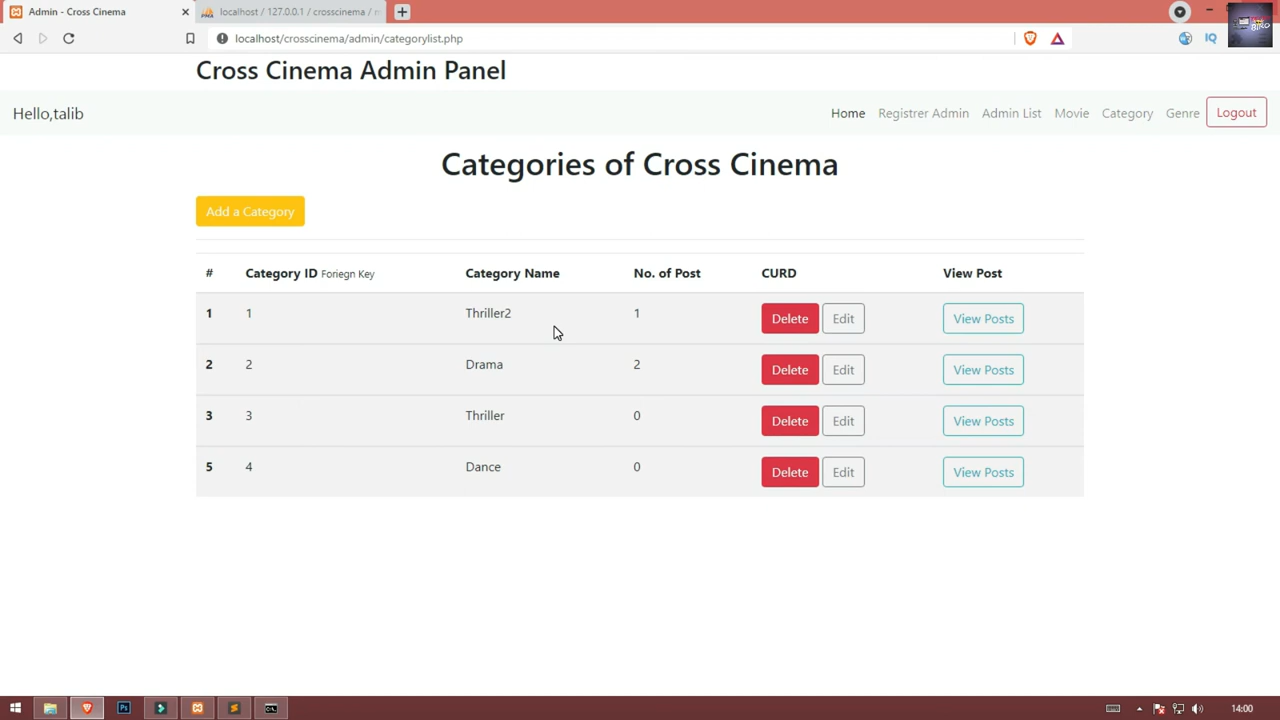 Admin - Cross Cinema
localhost / 127.0.0.1 / crosscinema /
localhost/crosscinema/admin/categorylist.php
Cross Cinema Admin Panel
Hello,talib
Home Registrer Admin Admin List Movie Category Genre Logout
Categories of Cross Cinema
Add a Category
# Category ID Foriegn Key Category Name No. of Post CURD View Post
1 1 Thriller2 1 Delete Edit View Posts
2 2 Drama 2 Delete Edit View Posts
3 3 Thriller 0 Delete Edit View Posts
5 4 Dance 0 Delete Edit View Posts
14:00